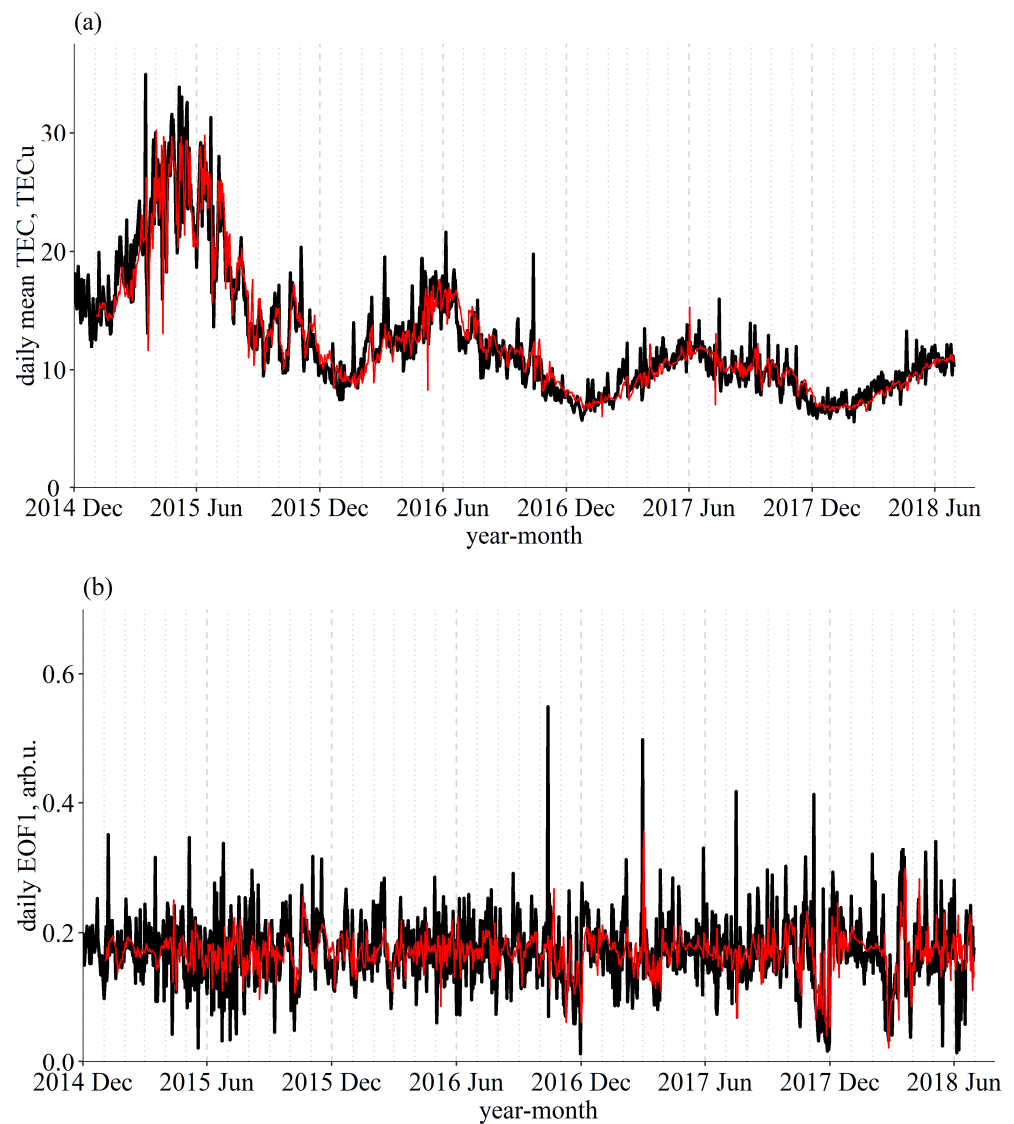 (a)
daily mean TEC, TECu
30
20
10
0
2014 Dec 2015 Jun 2015 Dec 2016 Jun 2016 Dec 2017 Jun 2017 Dec 2018 Jun
year-month
(b)
daily EOF1, arb.u.
0.6
0.4
0.2
0.0
2014 Dec 2015 Jun 2015 Dec 2016 Jun 2016 Dec 2017 Jun 2017 Dec 2018 Jun
year-month